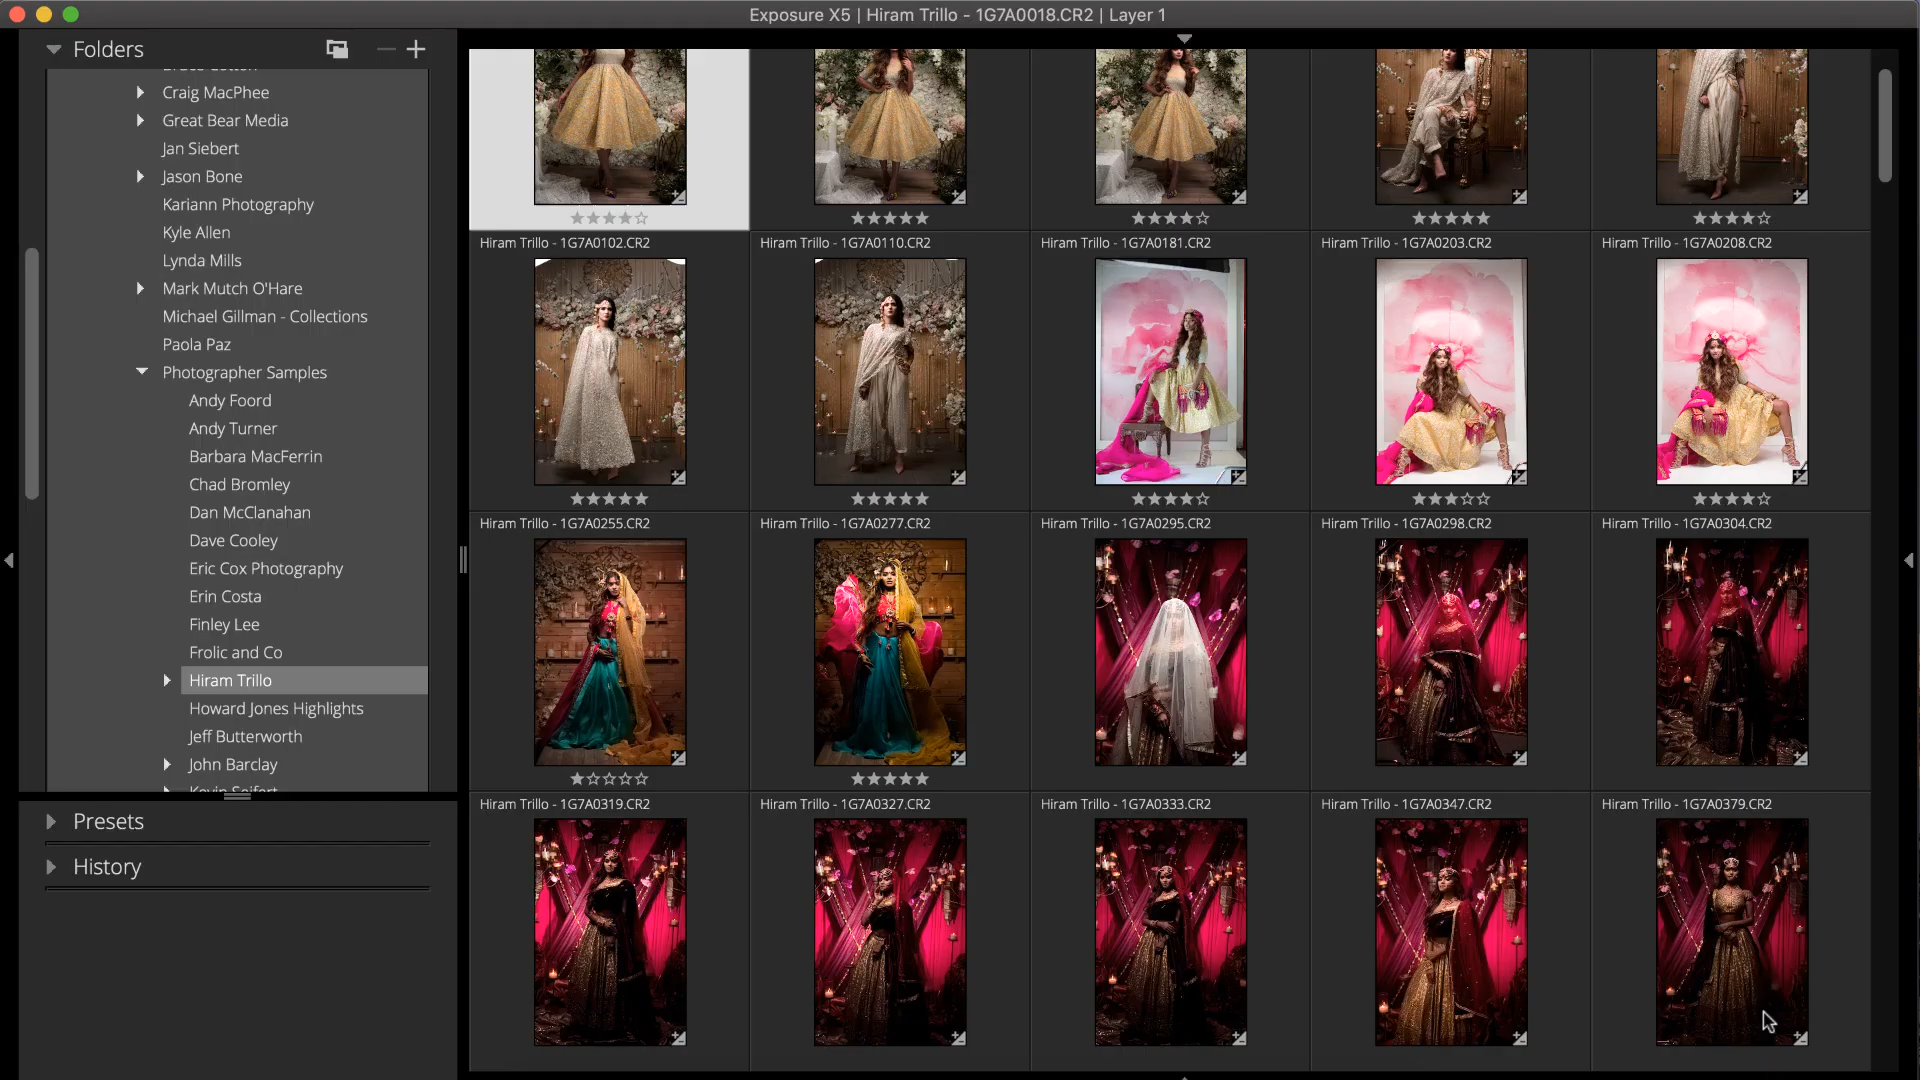 Exposure X5 | Hiram Trillo - 1G7A0018.CR2 | Layer 1
Folders
Craig MacPhee
Great Bear Media
Jan Siebert
Jason Bone
Kariann Photography
Kyle Allen
Lynda Mills
Mark Mutch O'Hare
Michael Gillman - Collections
Paola Paz
Photographer Samples
Andy Foord
Andy Turner
Barbara MacFerrin
Chad Bromley
Dan McClanahan
Dave Cooley
Eric Cox Photography
Erin Costa
Finley Lee
Frolic and Co
Hiram Trillo
Howard Jones Highlights
Jeff Butterworth
John Barclay
Presets
History
Hiram Trillo - 1G7A0102.CR2
Hiram Trillo - 1G7A0110.CR2
Hiram Trillo - 1G7A0181.CR2
Hiram Trillo - 1G7A0203.CR2
Hiram Trillo - 1G7A0208.CR2
Hiram Trillo - 1G7A0255.CR2
Hiram Trillo - 1G7A0277.CR2
Hiram Trillo - 1G7A0295.CR2
Hiram Trillo - 1G7A0298.CR2
Hiram Trillo - 1G7A0304.CR2
Hiram Trillo - 1G7A0319.CR2
Hiram Trillo - 1G7A0327.CR2
Hiram Trillo - 1G7A0333.CR2
Hiram Trillo - 1G7A0347.CR2
Hiram Trillo - 1G7A0379.CR2